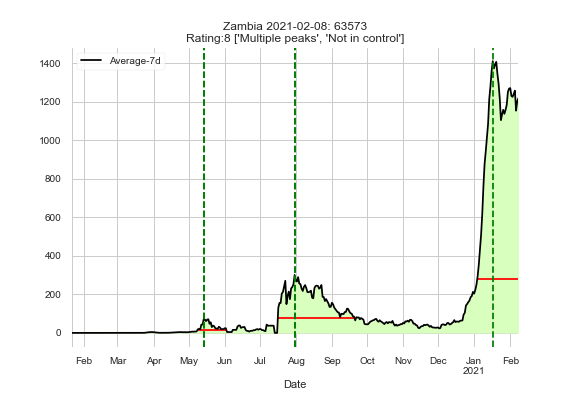 Zambia 2021-02-08: 63573
Rating:8 ['Multiple peaks', 'Not in control']
Average-7d
1400
1200
1000
800
600
400
200
0
Feb Mar Apr May Jun Jul Aug Sep Oct Nov Dec Jan Feb
2021
Date